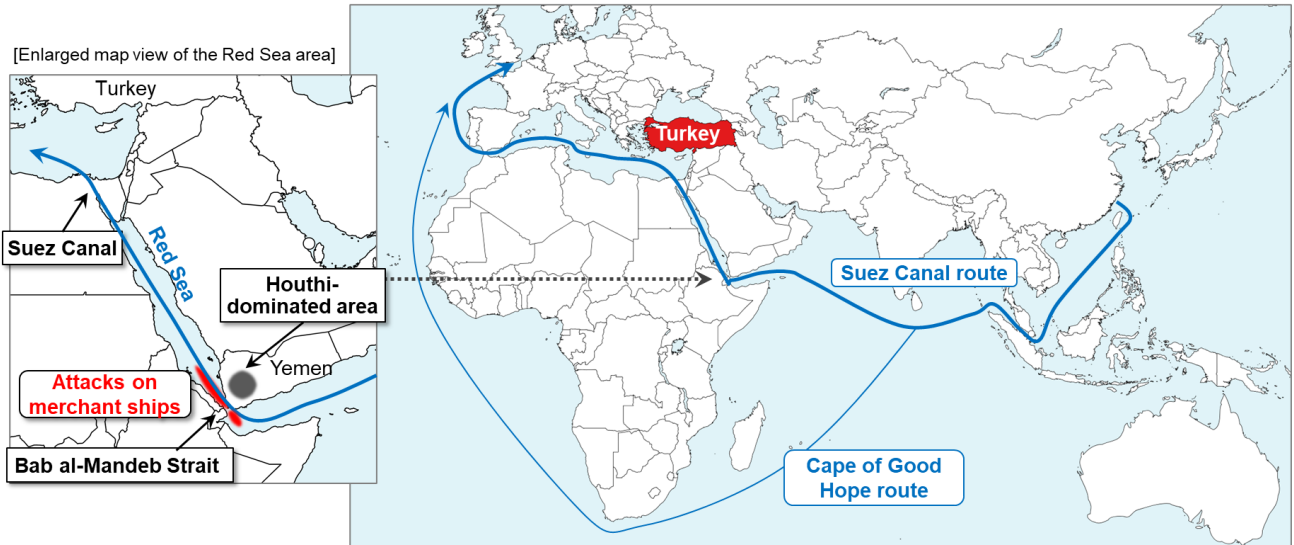 [Enlarged map view of the Red Sea area]
Turkey
Suez Canal
Red Sea
Houthi-
dominated area
Yemen
Attacks on
merchant ships
Bab al-Mandeb Strait
Turkey
Suez Canal route
Cape of Good
Hope route